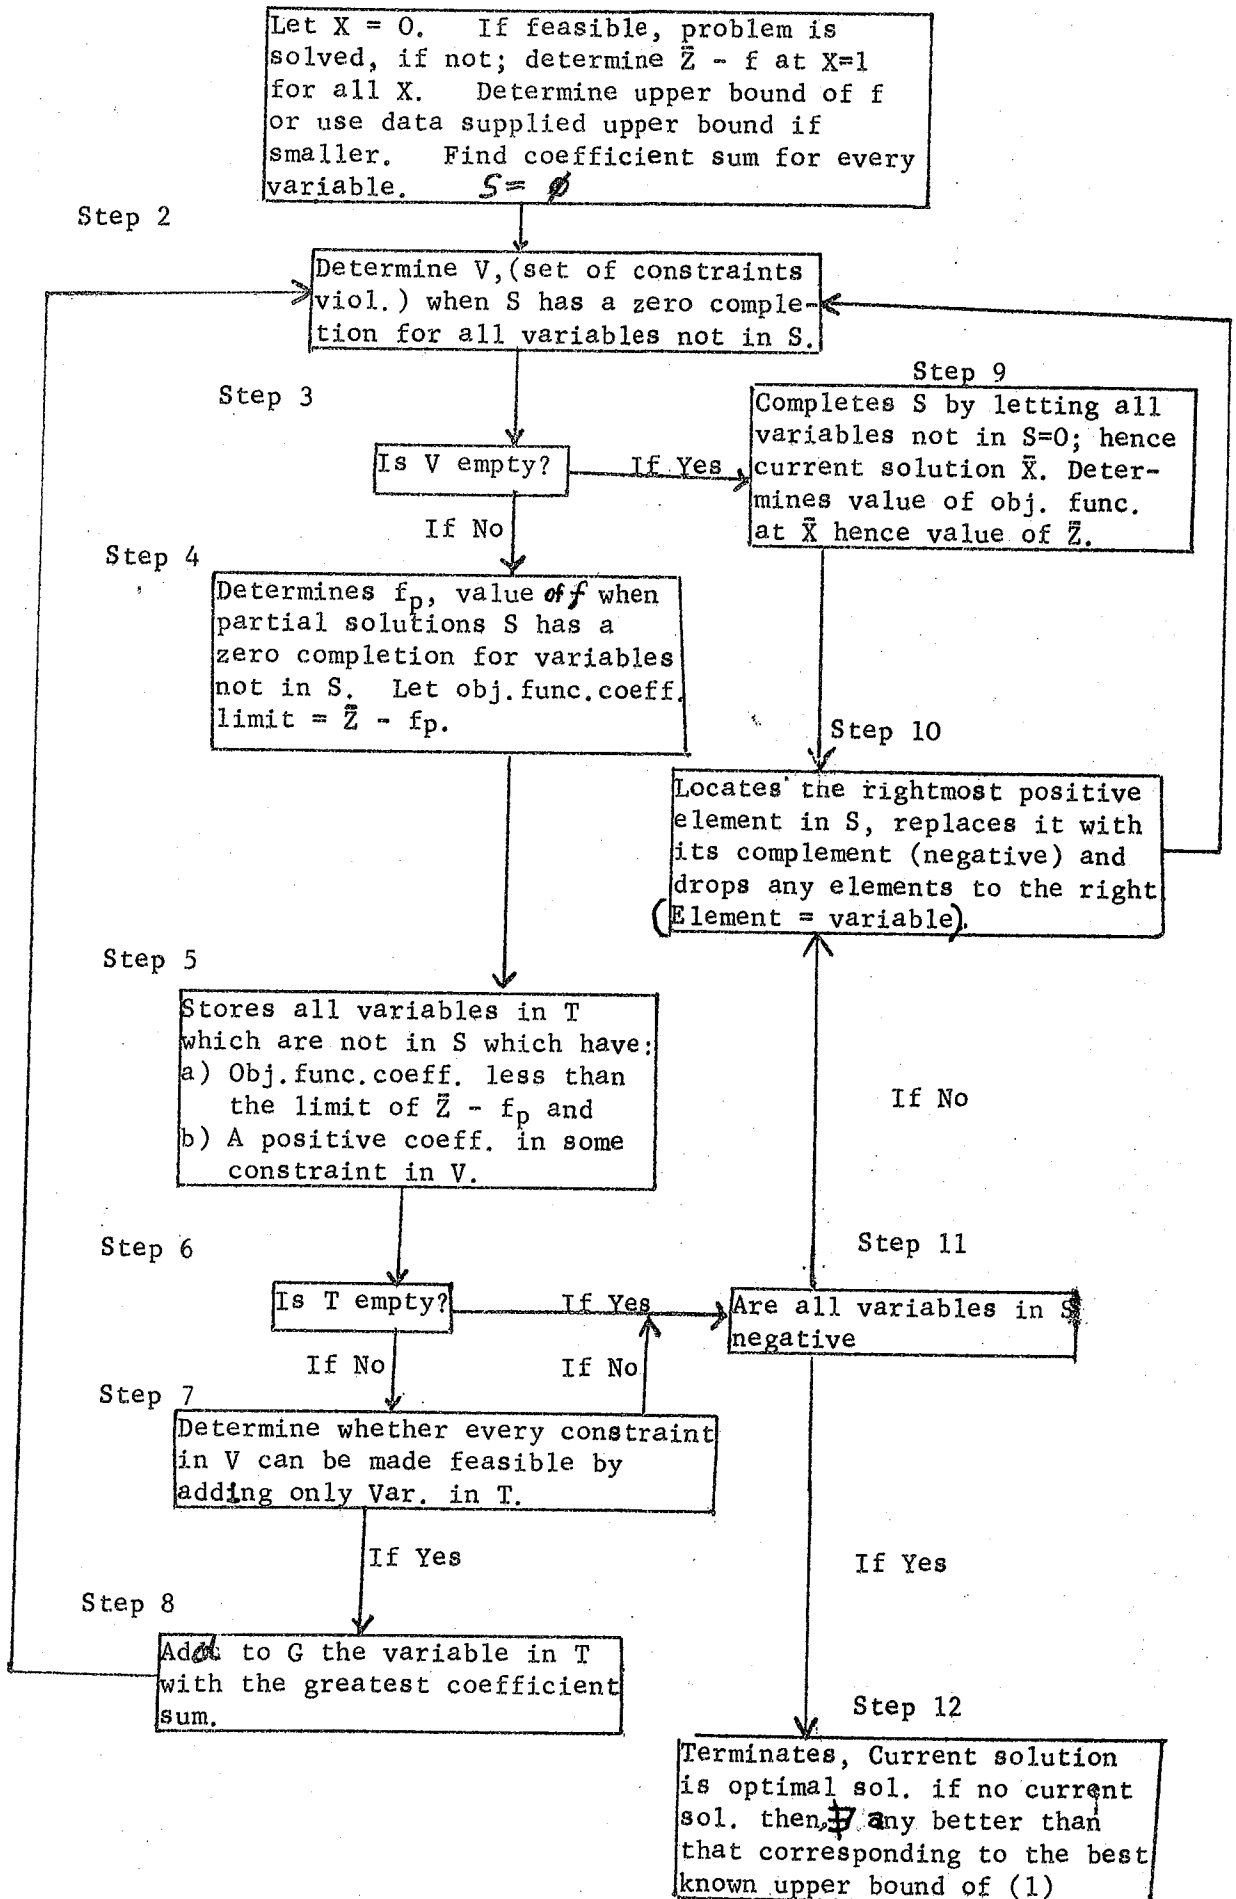 Let X = 0. If feasible, problem is
solved, if not; determine Z̄ - f at X=1
for all X. Determine upper bound of f
or use data supplied upper bound if
smaller. Find coefficient sum for every
variable. S = ∅
Step 2
Determine V,(set of constraints
viol.) when S has a zero comple-
tion for all variables not in S.
Step 3
Is V empty?
If Yes
If No
Step 9
Completes S by letting all
variables not in S=0; hence
current solution X̄. Deter-
mines value of obj. func.
at X̄ hence value of Z̄.
Step 4
Determines fp, value of f when
partial solutions S has a
zero completion for variables
not in S. Let obj.func.coeff.
limit = Z̄ - fp.
Step 10
Locates the rightmost positive
element in S, replaces it with
its complement (negative) and
drops any elements to the right
(Element = variable).
Step 5
Stores all variables in T
which are not in S which have:
a) Obj.func.coeff. less than
the limit of Z̄ - fp and
b) A positive coeff. in some
constraint in V.
If No
Step 6
Is T empty?
If Yes
If No
If No
Step 11
Are all variables in S
negative
Step 7
Determine whether every constraint
in V can be made feasible by
adding only Var. in T.
If Yes
If Yes
Step 8
Add to G the variable in T
with the greatest coefficient
sum.
Step 12
Terminates, Current solution
is optimal sol. if no current
sol. then, any better than
that corresponding to the best
known upper bound of (1)